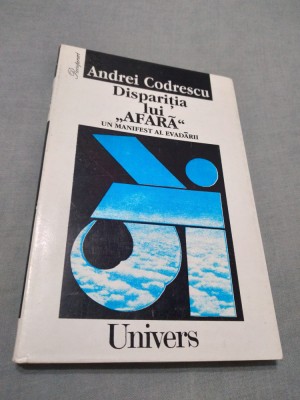 Andrei Codrescu
Dispariția
lui
„AFARĂ“
UN MANIFEST AL EVADĂRII
Univers